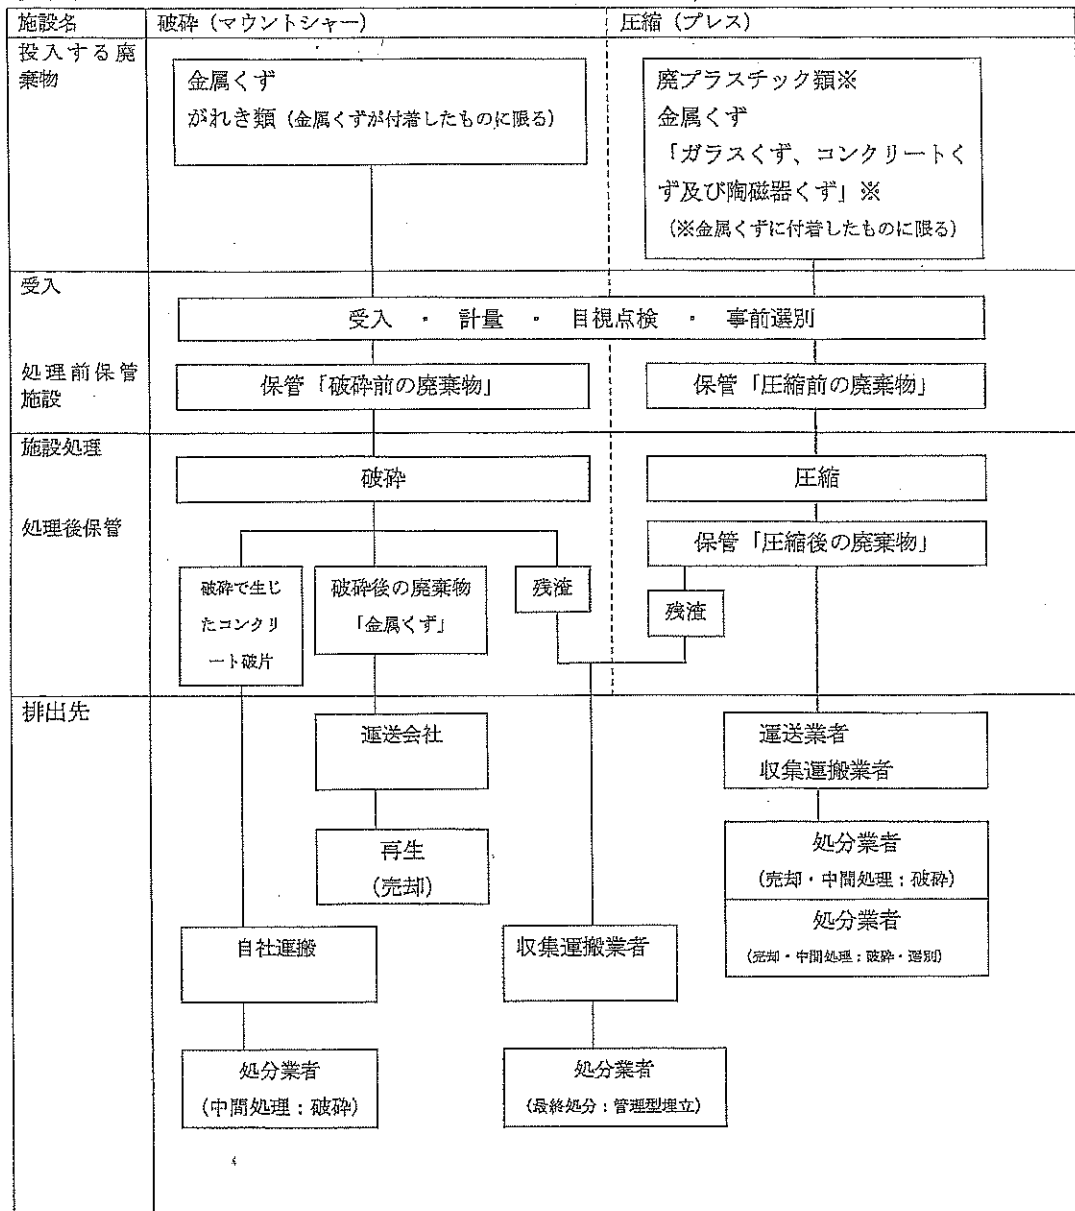 施設名
破砕（マウントシャー）
圧縮（プレス）
投入する廃
棄物
金属くず
がれき類（金属くずが付着したものに限る）
廃プラスチック類※
金属くず
「ガラスくず、コンクリートく
ず及び陶磁器くず」※
（※金属くずに付着したものに限る）
受入
受入 ・ 計量 ・ 目視点検 ・ 事前選別
処理前保管
施設
保管「破砕前の廃棄物」
保管「圧縮前の廃棄物」
施設処理
破砕
圧縮
処理後保管
保管「圧縮後の廃棄物」
破砕で生じ
たコンクリ
ート破片
破砕後の廃棄物
「金属くず」
残渣
残渣
排出先
運送会社
運送業者
収集運搬業者
再生
（売却）
処分業者
（売却・中間処理：破砕）
処分業者
（売却・中間処理：破砕・選別）
自社運搬
収集運搬業者
処分業者
（中間処理：破砕）
処分業者
（最終処分：管理型埋立）